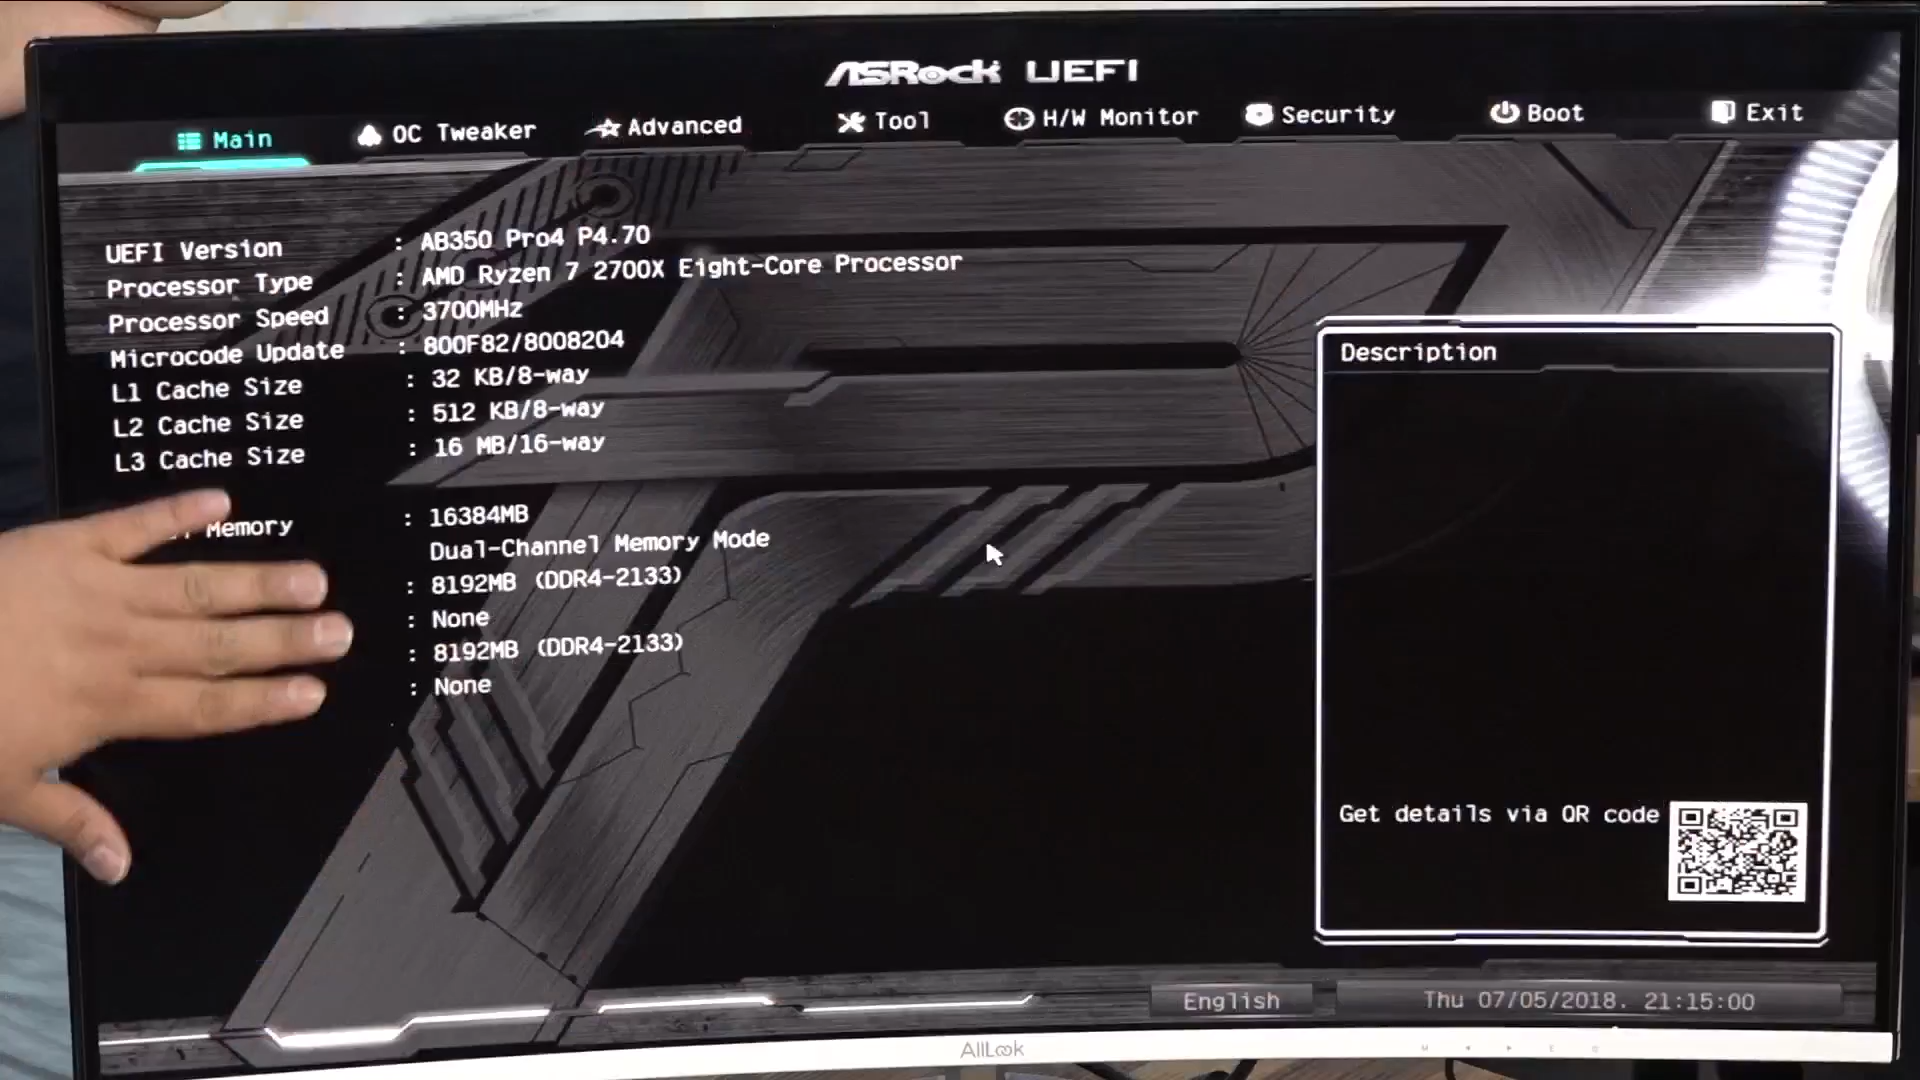 ASRock UEFI
Main
OC Tweaker
Advanced
Tool
H/W Monitor
Security
Boot
Exit
UEFI Version : AB350 Pro4 P4.70
Processor Type : AMD Ryzen 7 2700X Eight-Core Processor
Processor Speed : 3700MHz
Microcode Update : 800F82/8008204
L1 Cache Size : 32 KB/8-way
L2 Cache Size : 512 KB/8-way
L3 Cache Size : 16 MB/16-way
Memory : 16384MB
Dual-Channel Memory Mode
: 8192MB (DDR4-2133)
: None
: 8192MB (DDR4-2133)
: None
Description
Get details via QR code
English
Thu 07/05/2018. 21:15:00
AllLook